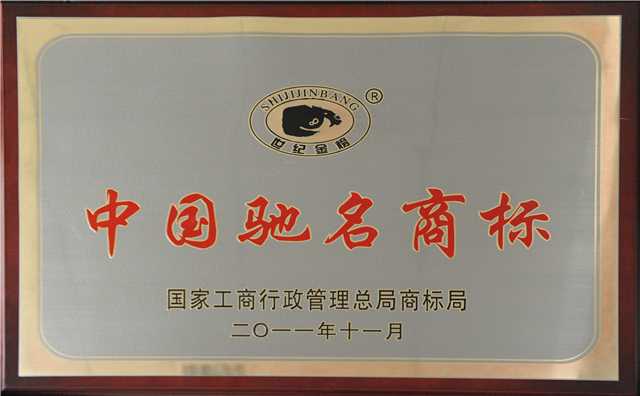 SHIJIJINBANG
®
世纪金榜
中国驰名商标
国家工商行政管理总局商标局
二〇一一年十一月